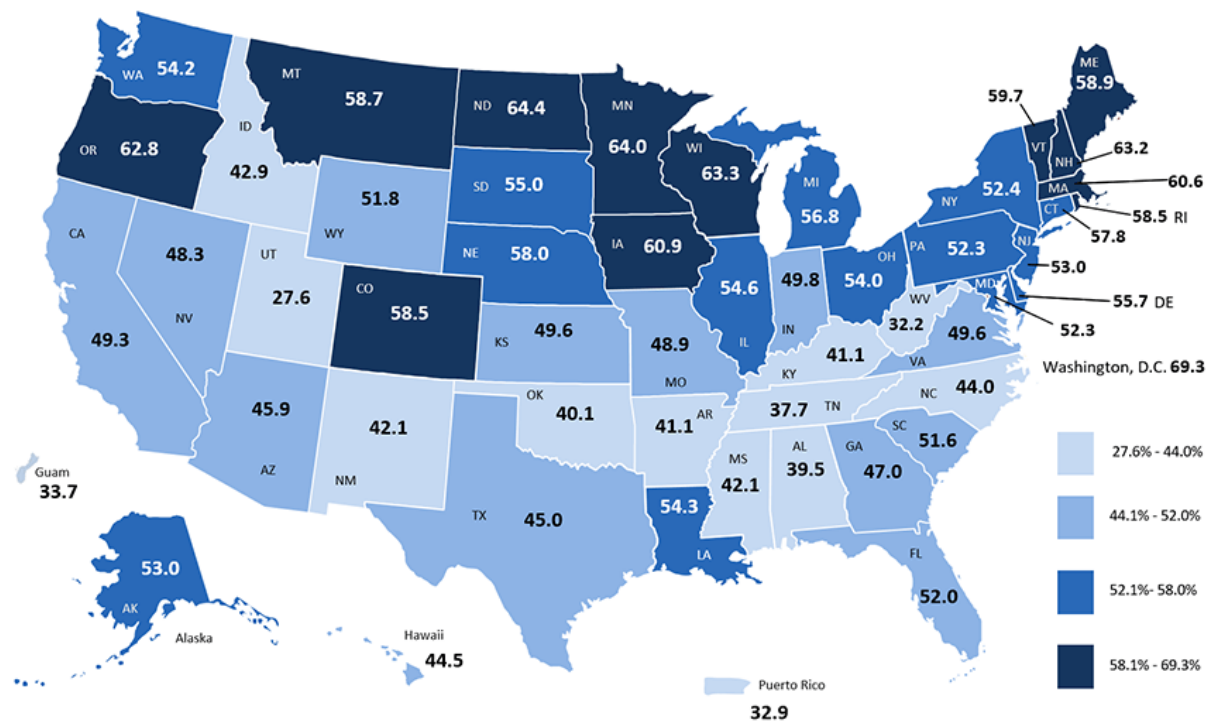 WA 54.2
MT 58.7
ND 64.4
MN 64.0
ME 58.9
59.7
VT
NH
63.2
OR 62.8
ID 42.9
WI 63.3
MI 56.8
SD 55.0
51.8 WY
NY 52.4
MA
60.6
CT
58.5 RI
57.8
CA 49.3
48.3 NV
UT 27.6
NE 58.0
IA 60.9
54.6 IL
49.8 IN
OH 54.0
PA 52.3
NJ
53.0
MD
55.7 DE
52.3
CO 58.5
KS 49.6
48.9 MO
WV 32.2
49.6 VA
41.1 KY
Washington, D.C. 69.3
45.9 AZ
42.1 NM
OK 40.1
41.1 AR
37.7 TN
NC 44.0
SC 51.6
MS 42.1
AL 39.5
GA 47.0
27.6% - 44.0%
Guam
33.7
TX 45.0
54.3 LA
44.1% - 52.0%
FL 52.0
53.0 AK
Alaska
52.1%- 58.0%
Hawaii
44.5
58.1% - 69.3%
Puerto Rico
32.9